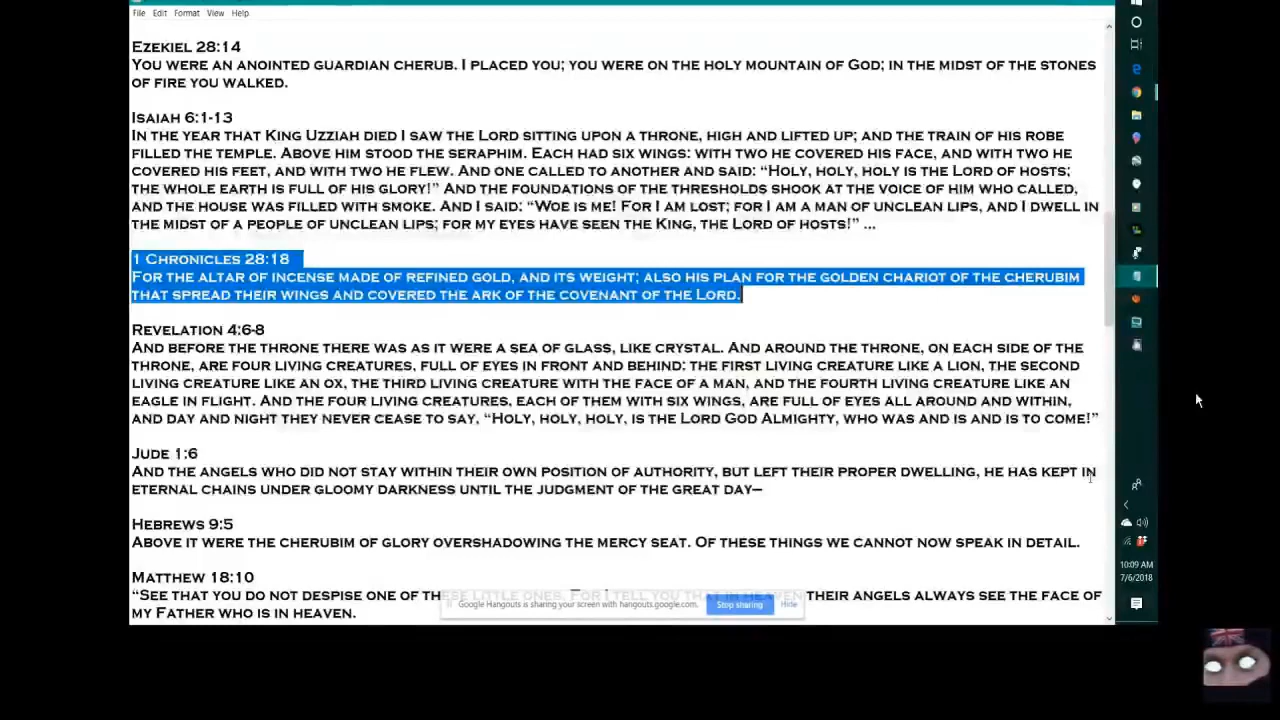 File Edit Format View Help
Ezekiel 28:14
You were an anointed guardian cherub. I placed you; you were on the holy mountain of God; in the midst of the stones
of fire you walked.
Isaiah 6:1-13
In the year that King Uzziah died I saw the Lord sitting upon a throne, high and lifted up; and the train of his robe
filled the temple. Above him stood the seraphim. Each had six wings: with two he covered his face, and with two he
covered his feet, and with two he flew. And one called to another and said: “Holy, holy, holy is the Lord of hosts;
the whole earth is full of his glory!” And the foundations of the thresholds shook at the voice of him who called,
and the house was filled with smoke. And I said: “Woe is me! For I am lost; for I am a man of unclean lips, and I dwell in
the midst of a people of unclean lips; for my eyes have seen the King, the Lord of hosts!” ...
1 Chronicles 28:18
For the altar of incense made of refined gold, and its weight; also his plan for the golden chariot of the cherubim
that spread their wings and covered the ark of the covenant of the Lord.
Revelation 4:6-8
And before the throne there was as it were a sea of glass, like crystal. And around the throne, on each side of the
throne, are four living creatures, full of eyes in front and behind: the first living creature like a lion, the second
living creature like an ox, the third living creature with the face of a man, and the fourth living creature like an
eagle in flight. And the four living creatures, each of them with six wings, are full of eyes all around and within,
and day and night they never cease to say, “Holy, holy, holy, is the Lord God Almighty, who was and is and is to come!”
Jude 1:6
And the angels who did not stay within their own position of authority, but left their proper dwelling, he has kept in
eternal chains under gloomy darkness until the judgment of the great day—
Hebrews 9:5
Above it were the cherubim of glory overshadowing the mercy seat. Of these things we cannot now speak in detail.
Matthew 18:10
“See that you do not despise one of these little ones. For I tell you that in heaven their angels always see the face of
my Father who is in heaven.
Google Hangouts is sharing your screen with hangouts.google.com. Stop sharing Hide
10:09 AM
7/6/2018